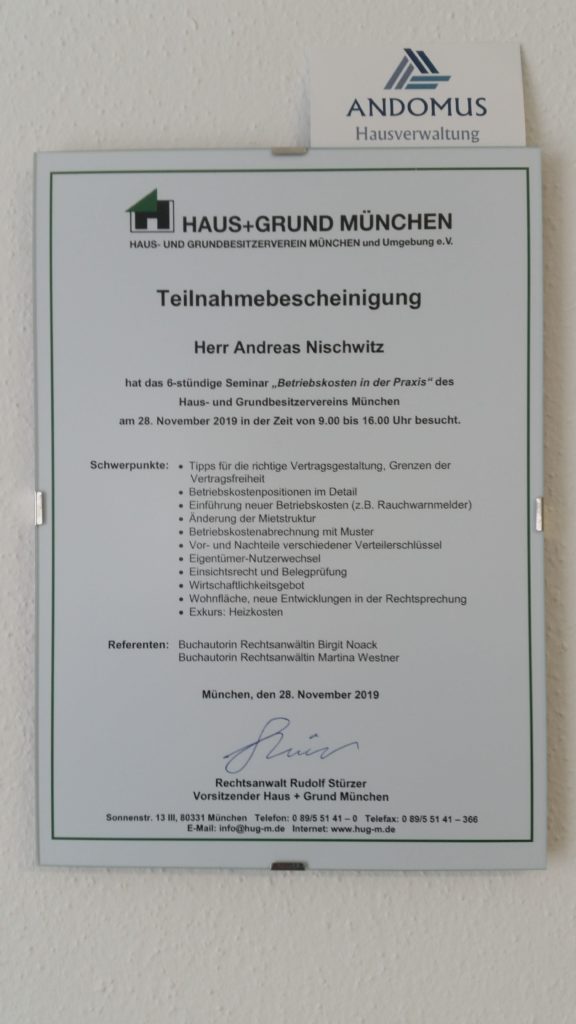 ANDOMUS
Hausverwaltung
HAUS+GRUND MÜNCHEN
HAUS- UND GRUNDBESITZERVEREIN MÜNCHEN und Umgebung e.V.
Teilnahmebescheinigung
Herr Andreas Nischwitz
hat das 6-stündige Seminar „Betriebskosten in der Praxis“ des
Haus- und Grundbesitzervereins München
am 28. November 2019 in der Zeit von 9.00 bis 16.00 Uhr besucht.
Schwerpunkte: • Tipps für die richtige Vertragsgestaltung, Grenzen der
Vertragsfreiheit
• Betriebskostenpositionen im Detail
• Einführung neuer Betriebskosten (z.B. Rauchwarnmelder)
• Änderung der Mietstruktur
• Betriebskostenabrechnung mit Muster
• Vor- und Nachteile verschiedener Verteilerschlüssel
• Eigentümer-Nutzerwechsel
• Einsichtsrecht und Belegprüfung
• Wirtschaftlichkeitsgebot
• Wohnfläche, neue Entwicklungen in der Rechtsprechung
• Exkurs: Heizkosten
Referenten: Buchautorin Rechtsanwältin Birgit Noack
Buchautorin Rechtsanwältin Martina Westner
München, den 28. November 2019
Rechtsanwalt Rudolf Stürzer
Vorsitzender Haus + Grund München
Sonnenstr. 13 III, 80331 München Telefon: 0 89/5 51 41 – 0 Telefax: 0 89/5 51 41 – 366
E-Mail: info@hug-m.de Internet: www.hug-m.de